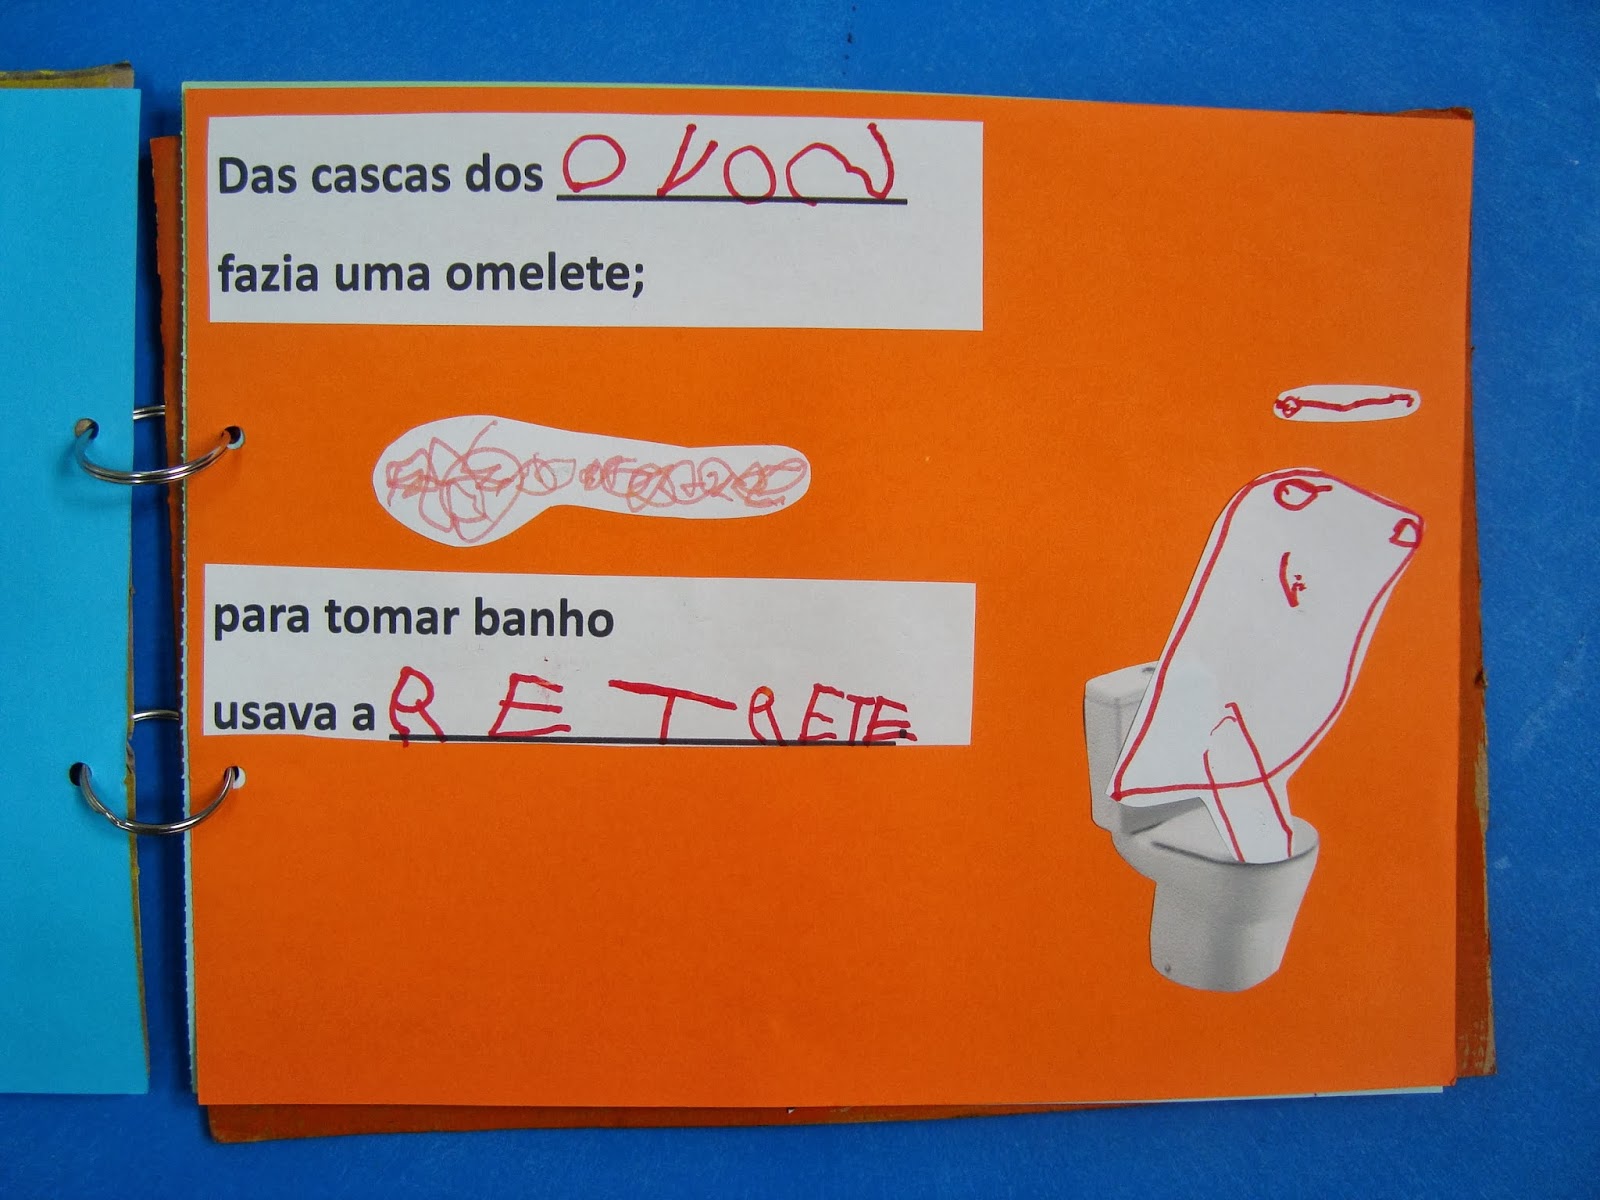 Das cascas dos OVOS
fazia uma omelete;
para tomar banho
usava a RETRETE.